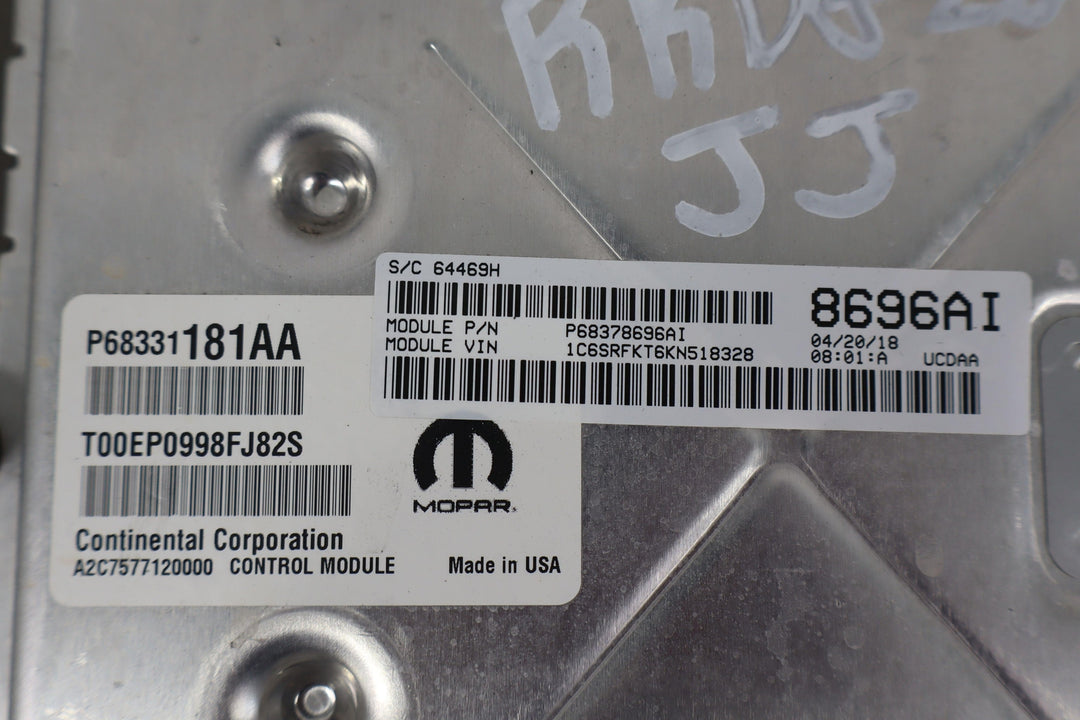 JJ
S/C 64469H
8696AI
MODULE P/N P68378696AI
MODULE VIN 1C6SRFKT6KN518328
04/20/18
08:01:A UCDAA
P68331181AA
T00EP0998FJ82S
MOPAR
Continental Corporation
A2C7577120000 CONTROL MODULE Made in USA